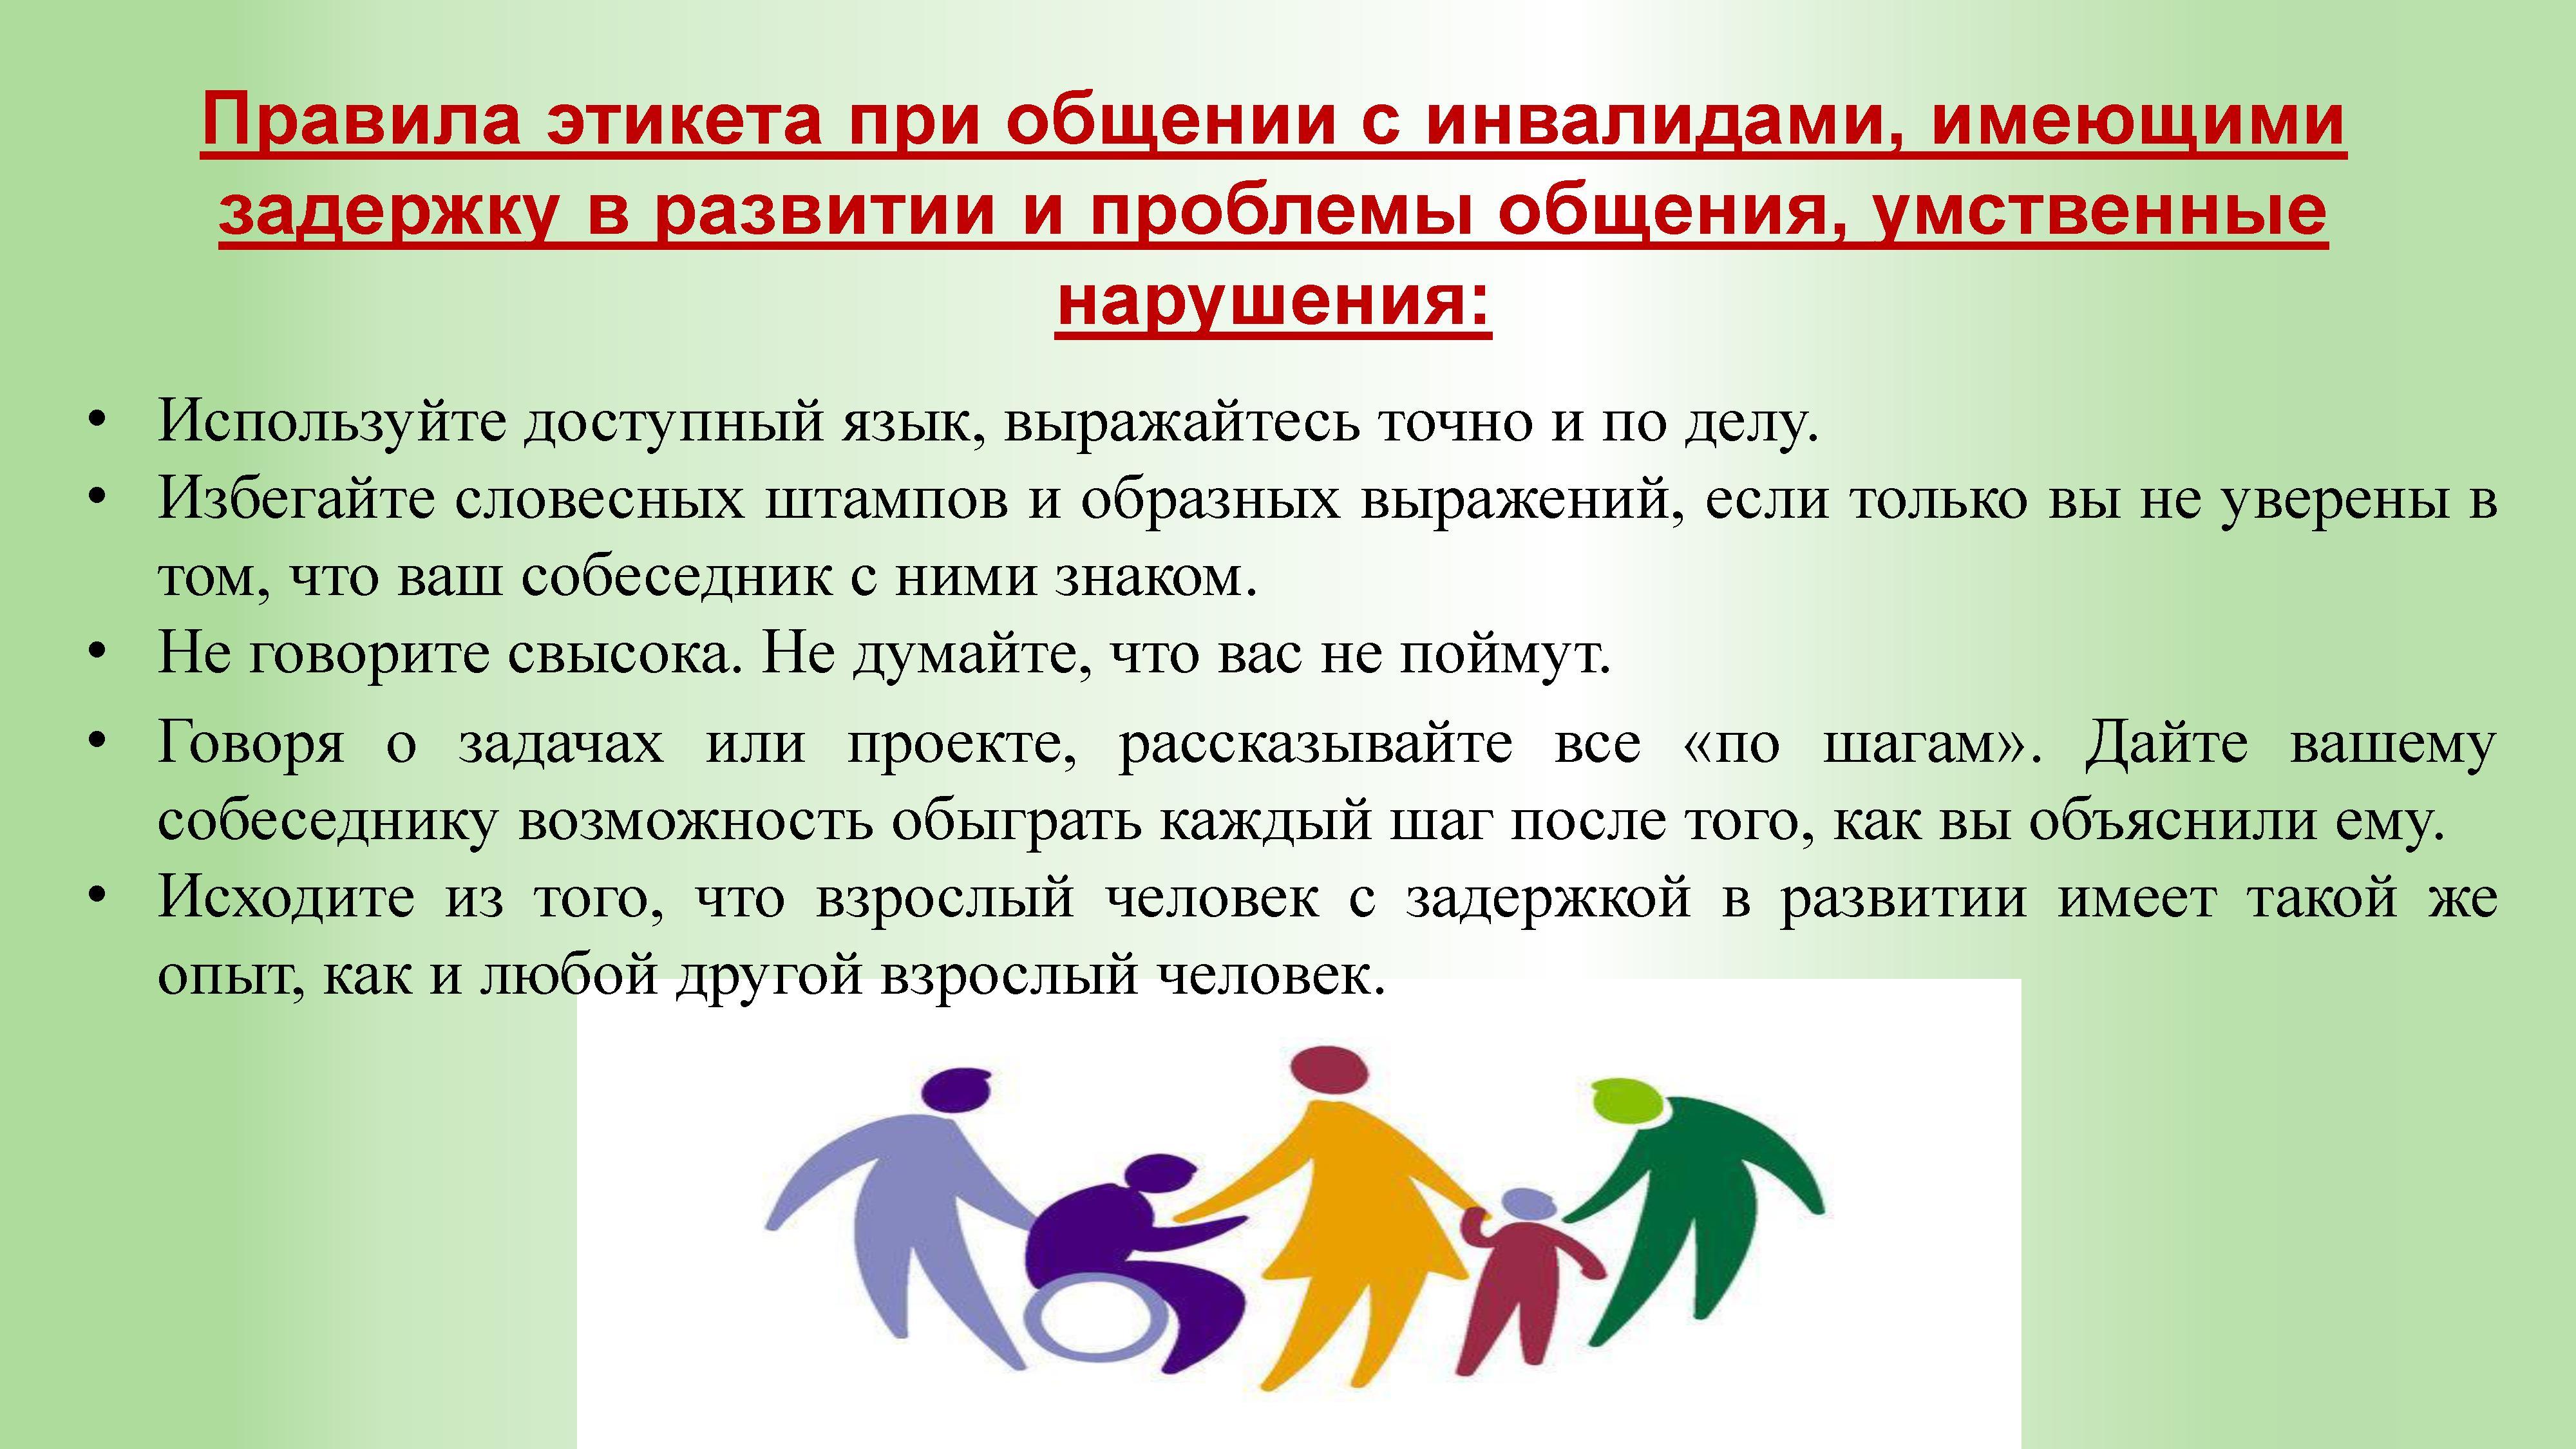 Правила этикета при общении с инвалидами, имеющими
задержку в развитии и проблемы общения, умственные
нарушения:
• Используйте доступный язык, выражайтесь точно и по делу.
• Избегайте словесных штампов и образных выражений, если только вы не уверены в
том, что ваш собеседник с ними знаком.
• Не говорите свысока. Не думайте, что вас не поймут.
• Говоря о задачах или проекте, рассказывайте все «по шагам». Дайте вашему
собеседнику возможность обыграть каждый шаг после того, как вы объяснили ему.
• Исходите из того, что взрослый человек с задержкой в развитии имеет такой же
опыт, как и любой другой взрослый человек.